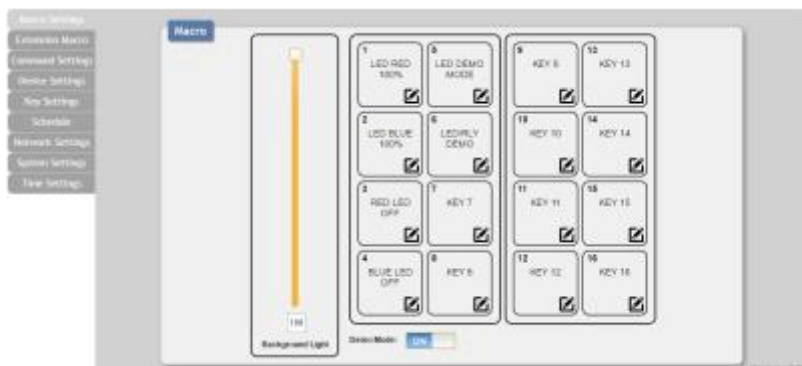 Macro Settings
Extension Macro
Command Settings
Device Settings
Key Settings
Schedule
Network Settings
System Settings
Time Settings
Macro
1
LED RED
100%
LED DEMO
MODE
2
LED BLUE
100%
6
LED/RLY
DEMO
RED LED
OFF
7
KEY 7
4
BLUE LED
OFF
8
9
KEY 9
KEY 13
10
KEY 10
14
KEY 14
11
KEY 11
15
KEY 15
12
KEY 12
16
KEY 16
100
Background Light
Demo Mode:
ON